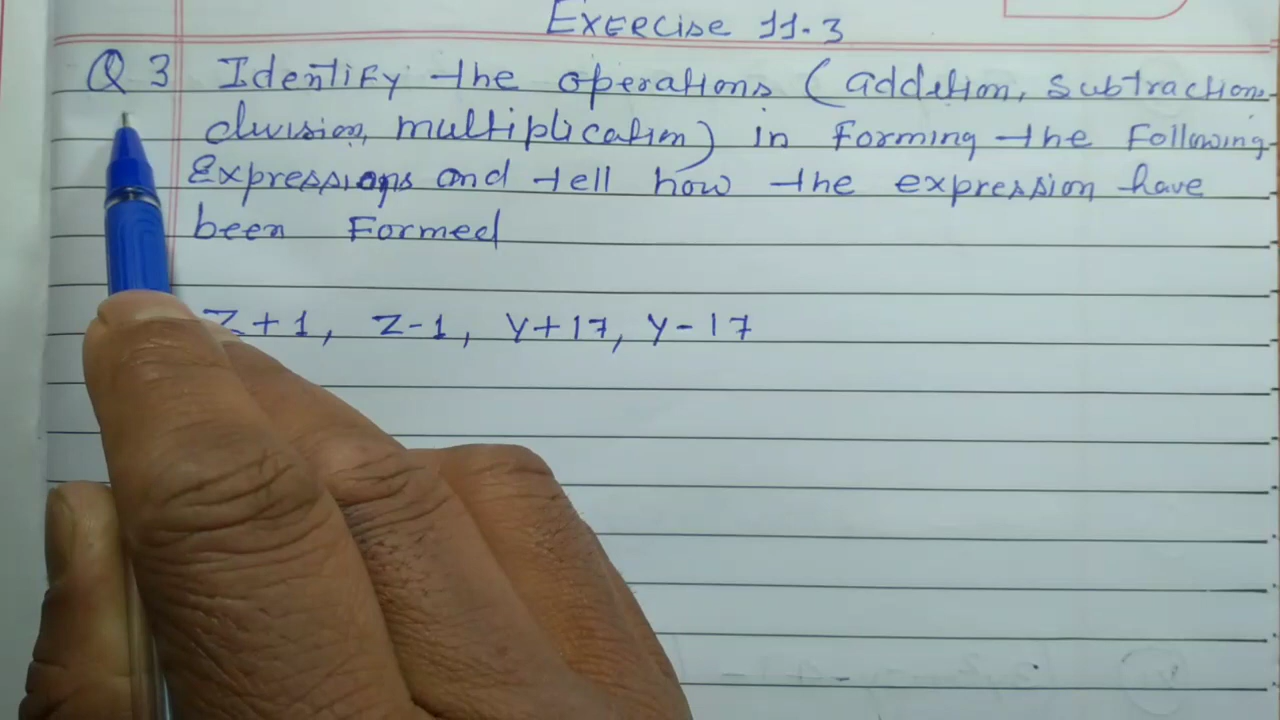 Exercise 11.3
Q 3 Identify the operations (addition, subtraction,
division, multiplication) in forming the following
Expressions and tell how the expression have
been Formed
Z+1, Z-1, Y+17, Y-17